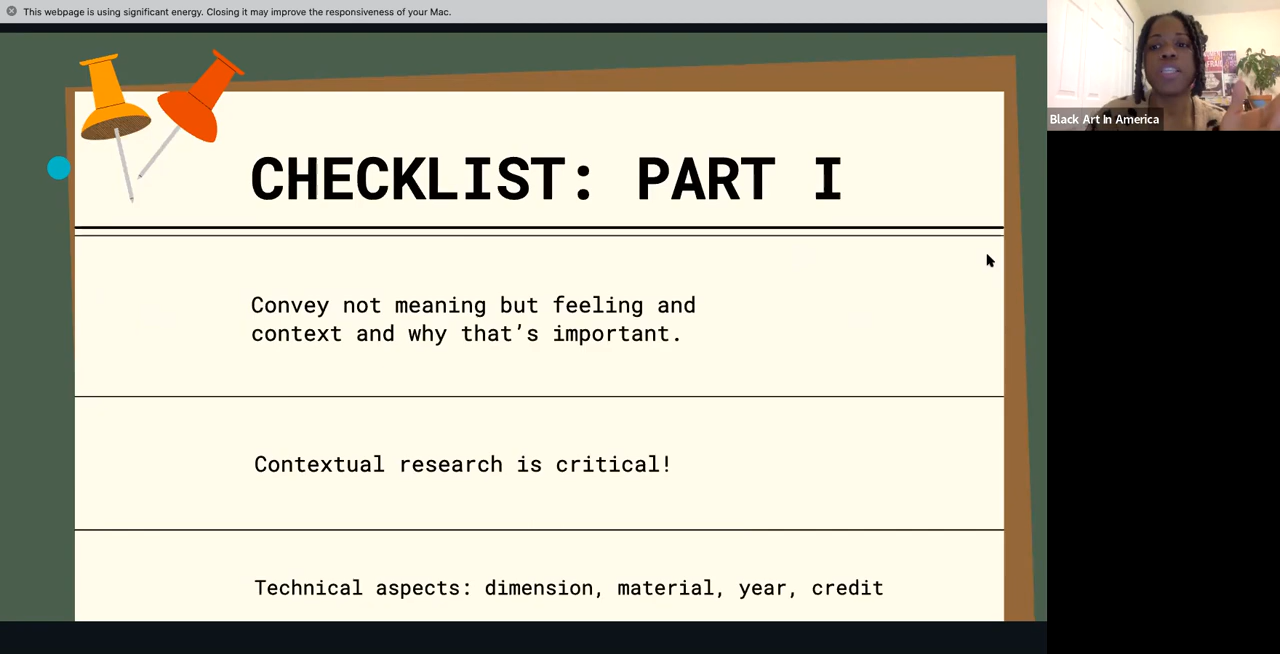 This webpage is using significant energy. Closing it may improve the responsiveness of your Mac.
Black Art In America
CHECKLIST: PART I
Convey not meaning but feeling and
context and why that’s important.
Contextual research is critical!
Technical aspects: dimension, material, year, credit